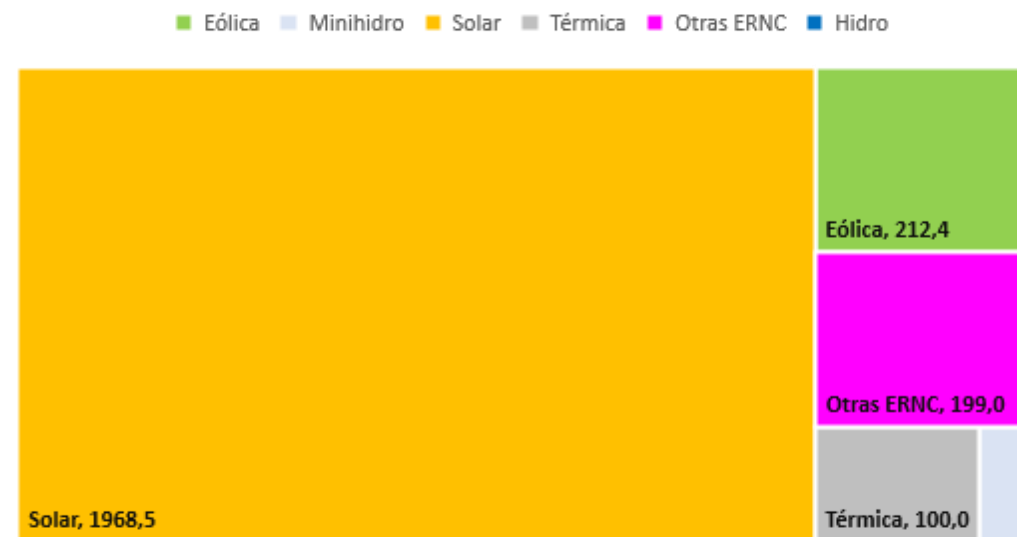 Eólica Minihidro Solar Térmica Otras ERNC Hidro
Eólica, 212,4
Otras ERNC, 199,0
Solar, 1968,5
Térmica, 100,0